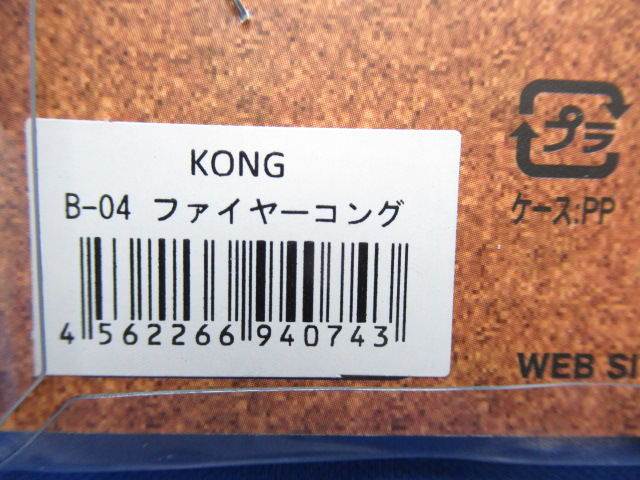 KONG
B-04 ファイヤーコング
4 562266 940743
プラ
ケース:PP
WEB SI